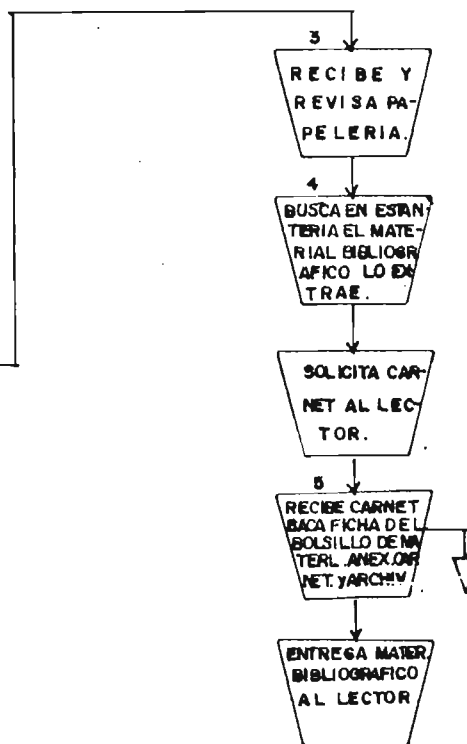 3
RECIBE Y
REVISA PA-
PELERIA.
4
BUSCA EN ESTAN-
TERIA EL MATE-
RIAL BIBLIOGR
AFICO LO EX
TRAE.
SOLICITA CAR-
NET AL LEC-
TOR.
5
RECIBE CARNET
BACA FICHA DEL
BOLSILLO DE MA
TERL. ANEX. CAR
NET. y ARCHIV
ENTREGA MATER.
BIBLIOGRAFICO
AL LECTOR